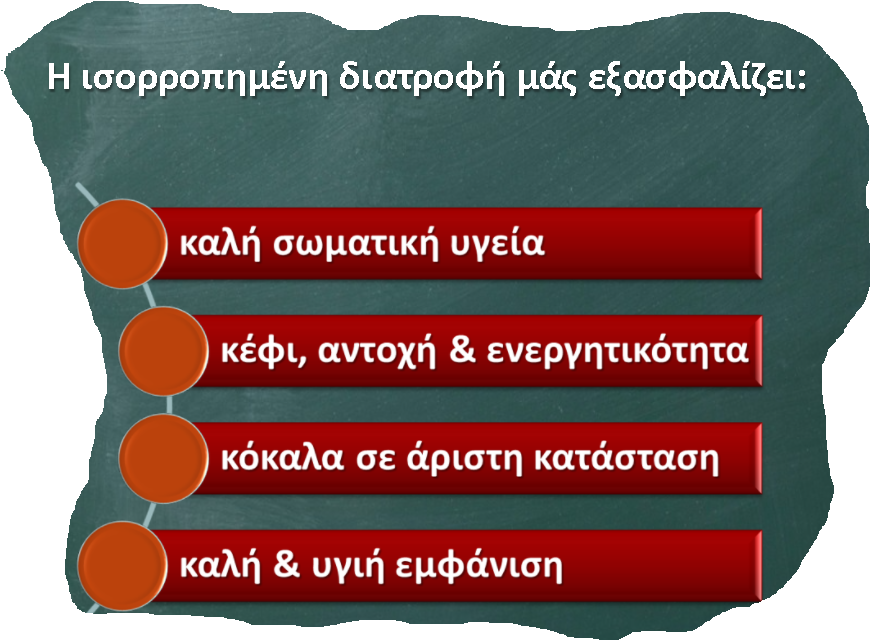 Η ισορροπημένη διατροφή μάς εξασφαλίζει:
καλή σωματική υγεία
κέφι, αντοχή & ενεργητικότητα
κόκαλα σε άριστη κατάσταση
καλή & υγιή εμφάνιση